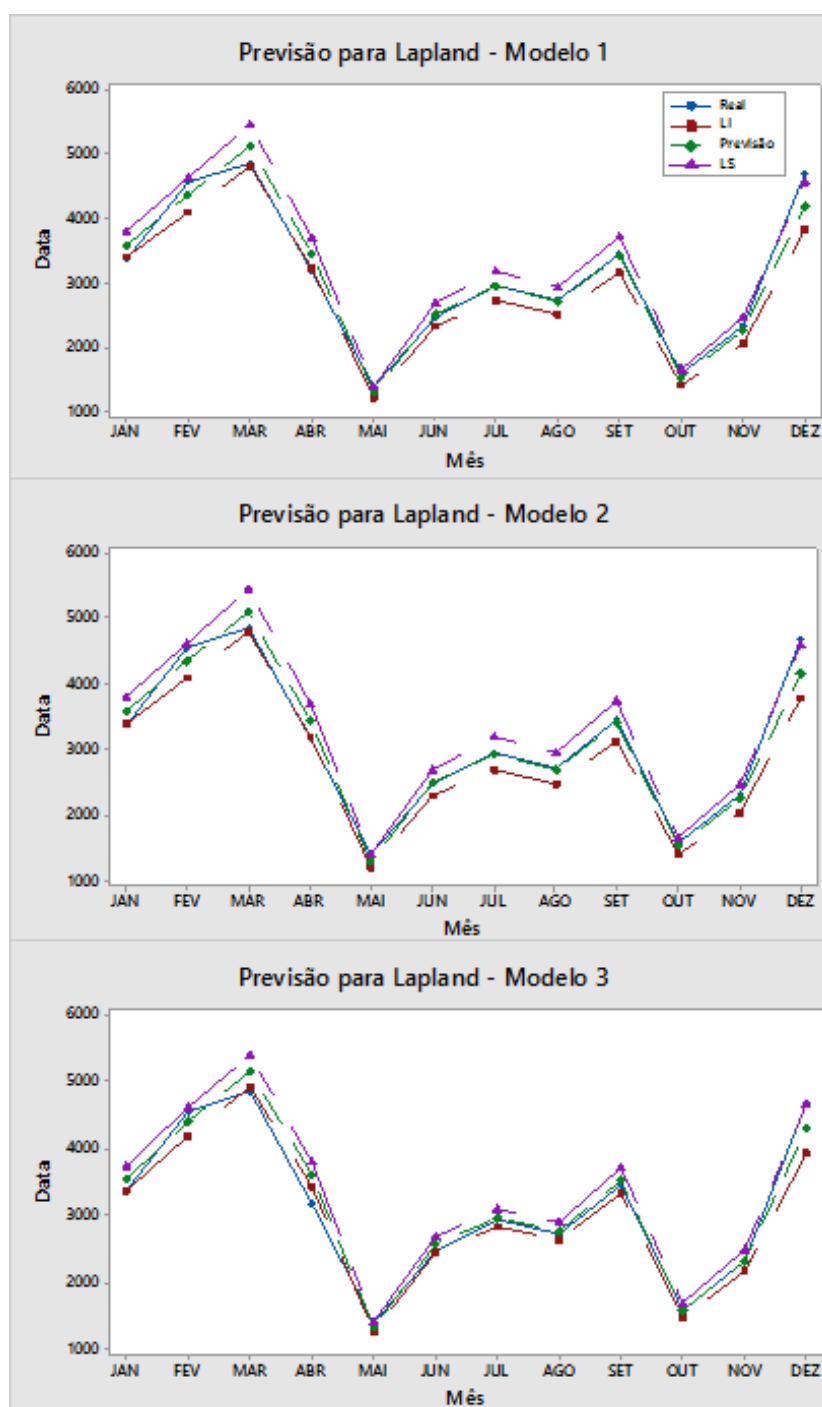 Previsão para Lapland - Modelo 1
6000
5000
4000
3000
2000
1000
Data
Real
LI
Previsão
LS
JAN FEV MAR ABR MAI JUN JUL AGO SET OUT NOV DEZ
Mês
Previsão para Lapland - Modelo 2
6000
5000
4000
3000
2000
1000
Data
JAN FEV MAR ABR MAI JUN JUL AGO SET OUT NOV DEZ
Mês
Previsão para Lapland - Modelo 3
6000
5000
4000
3000
2000
1000
Data
JAN FEV MAR ABR MAI JUN JUL AGO SET OUT NOV DEZ
Mês